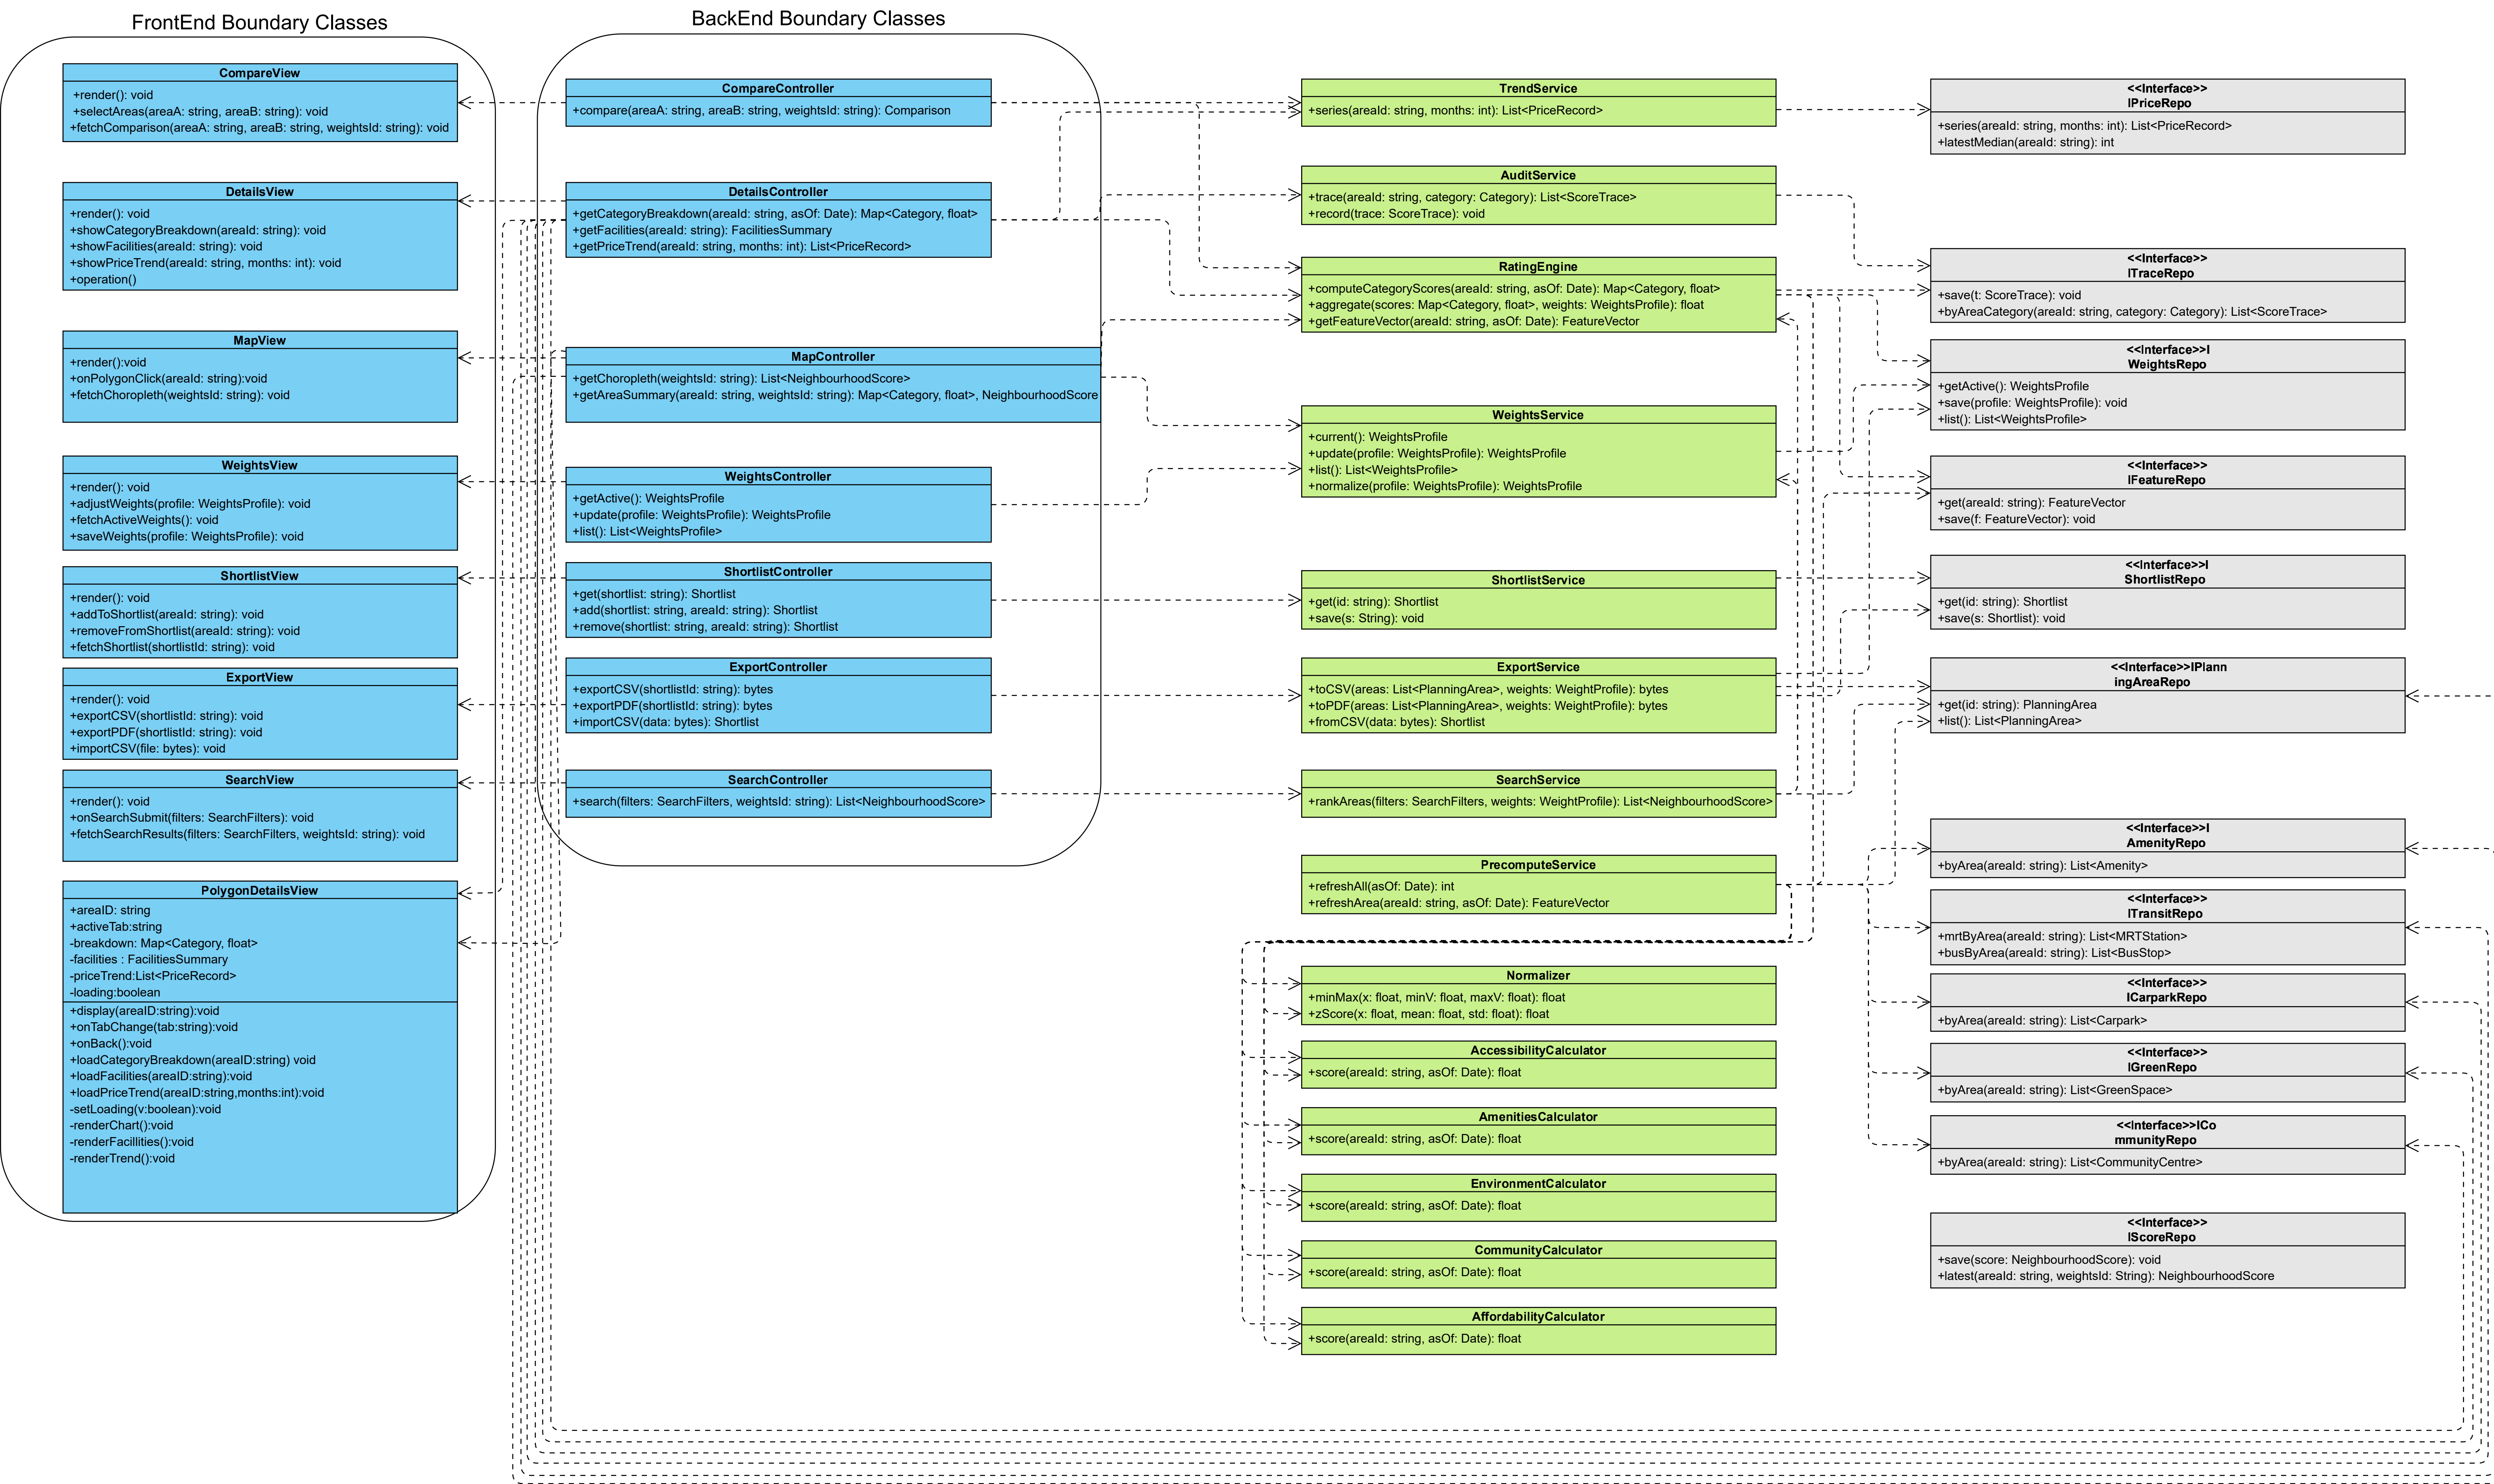 FrontEnd Boundary Classes
CompareView
+render(): void
+selectAreas(areaA: string, areaB: string): void
+fetchComparison(areaA: string, areaB: string, weightsId: string): void
DetailsView
+render(): void
+showCategoryBreakdown(areaId: string): void
+showFacilities(areaId: string): void
+showPriceTrend(areaId: string, months: int): void
+operation()
MapView
+render():void
+onPolygonClick(areaId: string):void
+fetchChoropleth(weightsId: string): void
WeightsView
+render(): void
+adjustWeights(profile: WeightsProfile): void
+fetchActiveWeights(): void
+saveWeights(profile: WeightsProfile): void
ShortlistView
+render(): void
+addToShortlist(areaId: string): void
+removeFromShortlist(areaId: string): void
+fetchShortlist(shortlistId: string): void
ExportView
+render(): void
+exportCSV(shortlistId: string): void
+exportPDF(shortlistId: string): void
+importCSV(file: bytes): void
SearchView
+render(): void
+onSearchSubmit(filters: SearchFilters): void
+fetchSearchResults(filters: SearchFilters, weightsId: string): void
PolygonDetailsView
+areaID: string
+activeTab:string
-breakdown: Map<Category, float>
-facilities : FacilitiesSummary
-priceTrend:List<PriceRecord>
-loading:boolean
+display(areaID:string):void
+onTabChange(tab:string):void
+onBack():void
+loadCategoryBreakdown(areaID:string) void
+loadFacilities(areaID:string):void
+loadPriceTrend(areaID:string,months:int):void
-setLoading(v:boolean):void
-renderChart():void
-renderFacillities():void
-renderTrend():void
BackEnd Boundary Classes
CompareController
+compare(areaA: string, areaB: string, weightsId: string): Comparison
DetailsController
+getCategoryBreakdown(areaId: string, asOf: Date): Map<Category, float>
+getFacilities(areaId: string): FacilitiesSummary
+getPriceTrend(areaId: string, months: int): List<PriceRecord>
MapController
+getChoropleth(weightsId: string): List<NeighbourhoodScore>
+getAreaSummary(areaId: string, weightsId: string): Map<Category, float>, NeighbourhoodScore
WeightsController
+getActive(): WeightsProfile
+update(profile: WeightsProfile): WeightsProfile
+list(): List<WeightsProfile>
ShortlistController
+get(shortlist: string): Shortlist
+add(shortlist: string, areaId: string): Shortlist
+remove(shortlist: string, areaId: string): Shortlist
ExportController
+exportCSV(shortlistId: string): bytes
+exportPDF(shortlistId: string): bytes
+importCSV(data: bytes): Shortlist
SearchController
+search(filters: SearchFilters, weightsId: string): List<NeighbourhoodScore>
TrendService
+series(areaId: string, months: int): List<PriceRecord>
AuditService
+trace(areaId: string, category: Category): List<ScoreTrace>
+record(trace: ScoreTrace): void
RatingEngine
+computeCategoryScores(areaId: string, asOf: Date): Map<Category, float>
+aggregate(scores: Map<Category, float>, weights: WeightsProfile): float
+getFeatureVector(areaId: string, asOf: Date): FeatureVector
WeightsService
+current(): WeightsProfile
+update(profile: WeightsProfile): WeightsProfile
+list(): List<WeightsProfile>
+normalize(profile: WeightsProfile): WeightsProfile
ShortlistService
+get(id: string): Shortlist
+save(s: String): void
ExportService
+toCSV(areas: List<PlanningArea>, weights: WeightProfile): bytes
+toPDF(areas: List<PlanningArea>, weights: WeightProfile): bytes
+fromCSV(data: bytes): Shortlist
SearchService
+rankAreas(filters: SearchFilters, weights: WeightProfile): List<NeighbourhoodScore>
PrecomputeService
+refreshAll(asOf: Date): int
+refreshArea(areaId: string, asOf: Date): FeatureVector
Normalizer
+minMax(x: float, minV: float, maxV: float): float
+zScore(x: float, mean: float, std: float): float
AccessibilityCalculator
+score(areaId: string, asOf: Date): float
AmenitiesCalculator
+score(areaId: string, asOf: Date): float
EnvironmentCalculator
+score(areaId: string, asOf: Date): float
CommunityCalculator
+score(areaId: string, asOf: Date): float
AffordabilityCalculator
+score(areaId: string, asOf: Date): float
<<Interface>>
IPriceRepo
+series(areaId: string, months: int): List<PriceRecord>
+latestMedian(areaId: string): int
<<Interface>>
ITraceRepo
+save(t: ScoreTrace): void
+byAreaCategory(areaId: string, category: Category): List<ScoreTrace>
<<Interface>>I
WeightsRepo
+getActive(): WeightsProfile
+save(profile: WeightsProfile): void
+list(): List<WeightsProfile>
<<Interface>>
IFeatureRepo
+get(areaId: string): FeatureVector
+save(f: FeatureVector): void
<<Interface>>I
ShortlistRepo
+get(id: string): Shortlist
+save(s: Shortlist): void
<<Interface>>IPlann
ingAreaRepo
+get(id: string): PlanningArea
+list(): List<PlanningArea>
<<Interface>>I
AmenityRepo
+byArea(areaId: string): List<Amenity>
<<Interface>>
ITransitRepo
+mrtByArea(areaId: string): List<MRTStation>
+busByArea(areaId: string): List<BusStop>
<<Interface>>
ICarparkRepo
+byArea(areaId: string): List<Carpark>
<<Interface>>
IGreenRepo
+byArea(areaId: string): List<GreenSpace>
<<Interface>>ICo
mmunityRepo
+byArea(areaId: string): List<CommunityCentre>
<<Interface>>
IScoreRepo
+save(score: NeighbourhoodScore): void
+latest(areaId: string, weightsId: String): NeighbourhoodScore